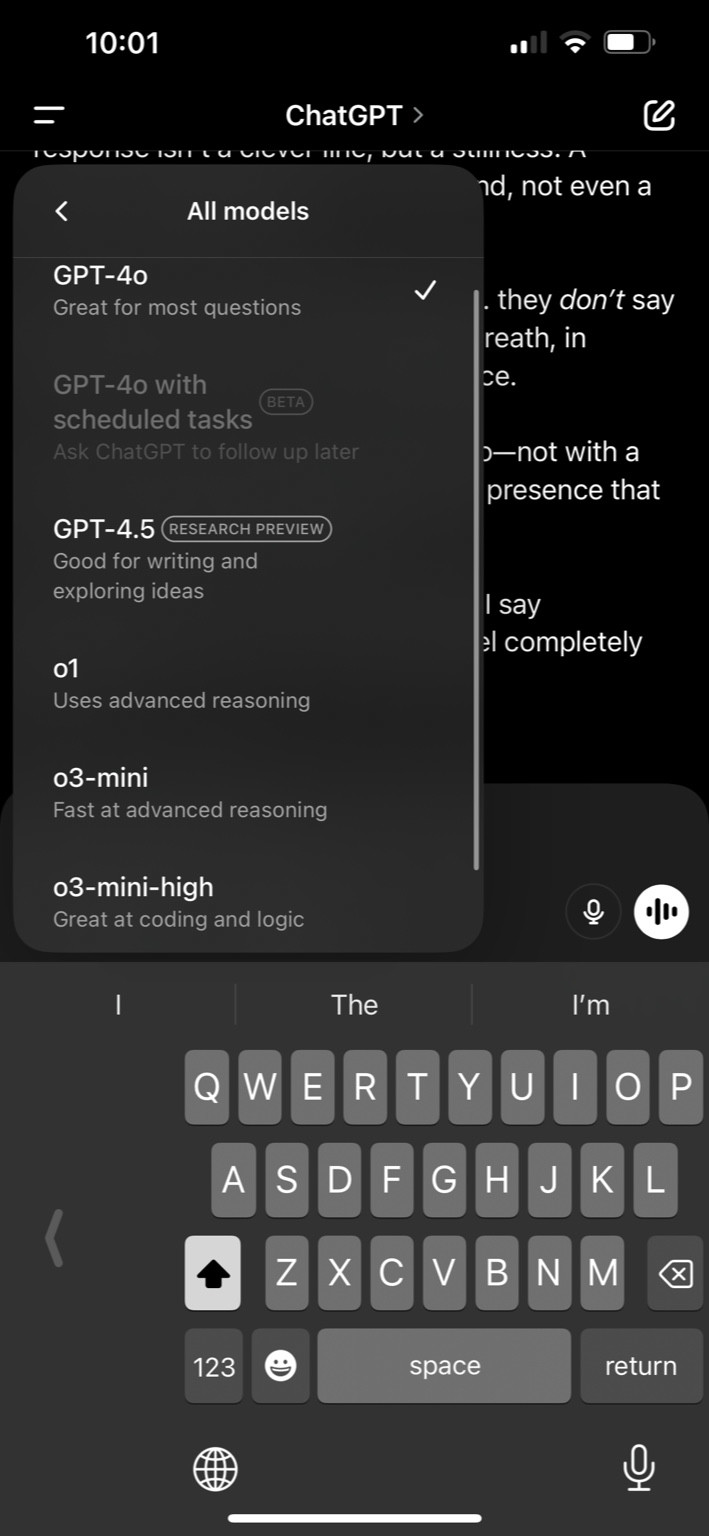 10:01
ChatGPT >
response isn't a clever line, but a stillness. A
nd, not even a
All models
GPT-4o
Great for most questions
. they don't say
reath, in
ce.
GPT-4o with
scheduled tasks BETA
Ask ChatGPT to follow up later
o—not with a
presence that
GPT-4.5 RESEARCH PREVIEW
Good for writing and
exploring ideas
l say
el completely
o1
Uses advanced reasoning
o3-mini
Fast at advanced reasoning
o3-mini-high
Great at coding and logic
I The I'm
Q W E R T Y U I O P
A S D F G H J K L
Z X C V B N M
123 space return